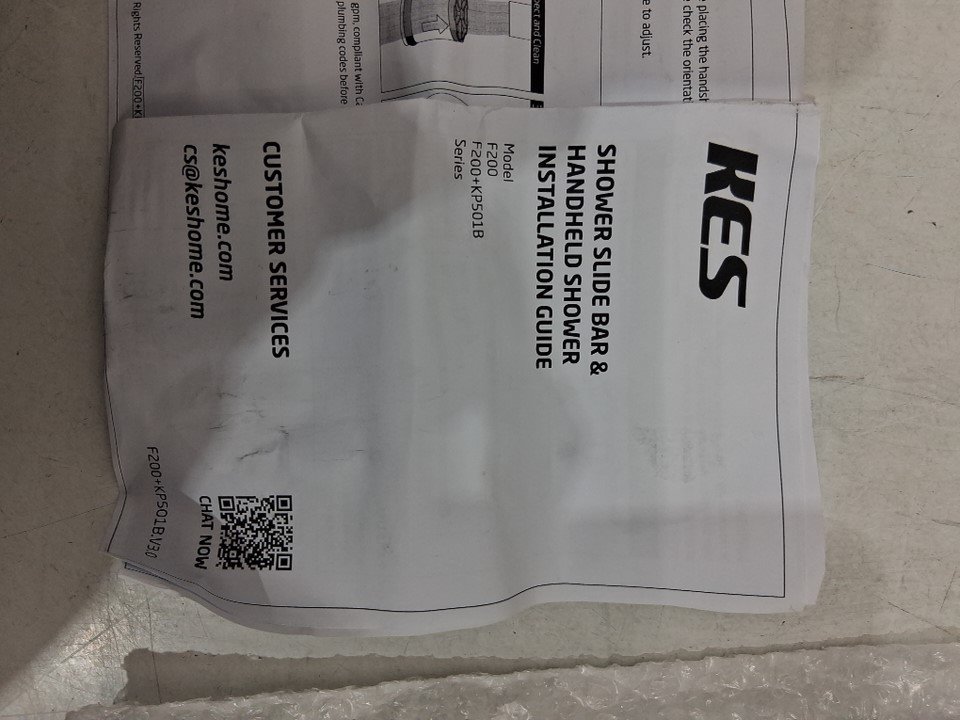 KES
SHOWER SLIDE BAR &
HANDHELD SHOWER
INSTALLATION GUIDE
Model
F200
F200+KP501B
Series
CUSTOMER SERVICES
keshome.com
cs@keshome.com
CHAT NOW
F200+KP501B.V3.0
placing the
check the
e to adjust.
and Clean
gpm, compliant with
plumbing codes before
Rights Reserved.